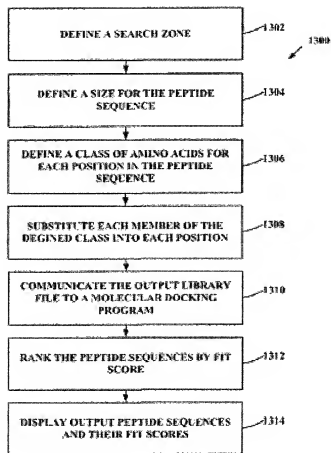 DEFINE A SEARCH ZONE
1302
1300
DEFINE A SIZE FOR THE PEPTIDE
SEQUENCE
1304
DEFINE A CLASS OF AMINO ACIDS FOR
EACH POSITION IN THE PEPTIDE
SEQUENCE
1306
SUBSTITUTE EACH MEMBER OF THE
DEGINED CLASS INTO EACH POSITION
1308
COMMUNICATE THE OUTPUT LIBRARY
FILE TO A MOLECULAR DOCKING
PROGRAM
1310
RANK THE PEPTIDE SEQUENCES BY FIT
SCORE
1312
DISPLAY OUTPUT PEPTIDE SEQUENCES
AND THEIR FIT SCORES
1314